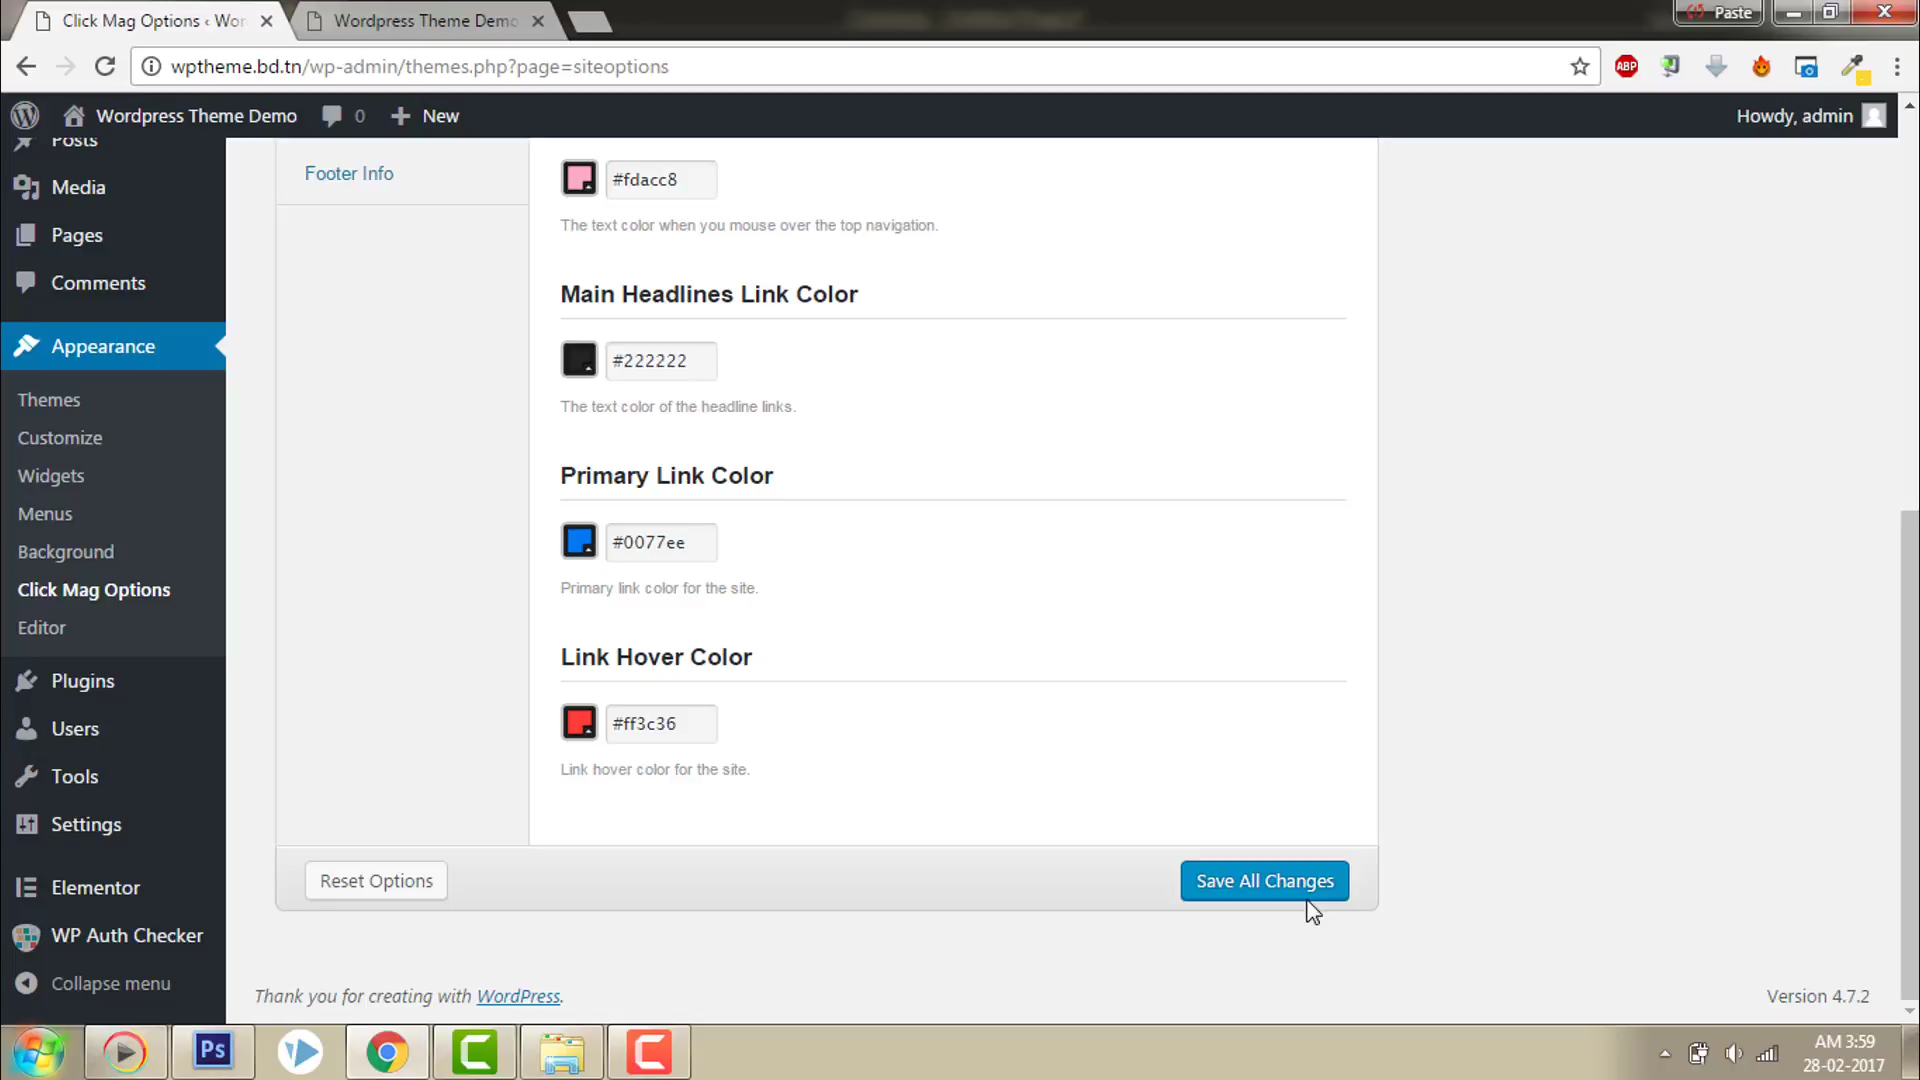 Click Mag Options ‹ Wor
Wordpress Theme Demo
Paste
wptheme.bd.tn/wp-admin/themes.php?page=siteoptions
ABP
Wordpress Theme Demo
0
New
Howdy, admin
Posts
Media
Pages
Comments
Appearance
Themes
Customize
Widgets
Menus
Background
Click Mag Options
Editor
Plugins
Users
Tools
Settings
Elementor
WP Auth Checker
Collapse menu
Footer Info
#fdacc8
The text color when you mouse over the top navigation.
Main Headlines Link Color
#222222
The text color of the headline links.
Primary Link Color
#0077ee
Primary link color for the site.
Link Hover Color
#ff3c36
Link hover color for the site.
Reset Options
Save All Changes
Thank you for creating with WordPress.
Version 4.7.2
Ps
AM 3:59
28-02-2017